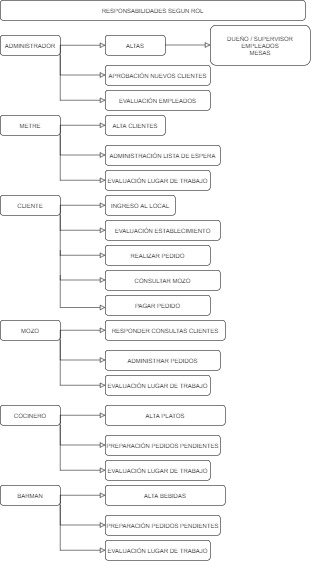 RESPONSABILIDADES SEGUN ROL
ADMINISTRADOR
ALTAS
DUEÑO / SUPERVISOR
EMPLEADOS
MESAS
APROBACIÓN NUEVOS CLIENTES
EVALUACIÓN EMPLEADOS
METRE
ALTA CLIENTES
ADMINISTRACIÓN LISTA DE ESPERA
EVALUACIÓN LUGAR DE TRABAJO
CLIENTE
INGRESO AL LOCAL
EVALUACIÓN ESTABLECIMIENTO
REALIZAR PEDIDO
CONSULTAR MOZO
PAGAR PEDIDO
MOZO
RESPONDER CONSULTAS CLIENTES
ADMINISTRAR PEDIDOS
EVALUACIÓN LUGAR DE TRABAJO
COCINERO
ALTA PLATOS
PREPARACIÓN PEDIDOS PENDIENTES
EVALUACIÓN LUGAR DE TRABAJO
BARMAN
ALTA BEBIDAS
PREPARACIÓN PEDIDOS PENDIENTES
EVALUACIÓN LUGAR DE TRABAJO